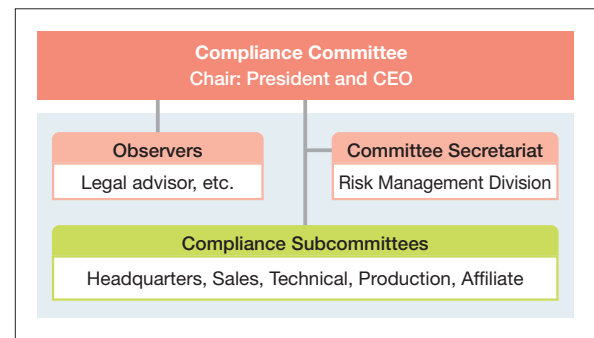 Compliance Committee
Chair: President and CEO
Observers
Legal advisor, etc.
Committee Secretariat
Risk Management Division
Compliance Subcommittees
Headquarters, Sales, Technical, Production, Affiliate